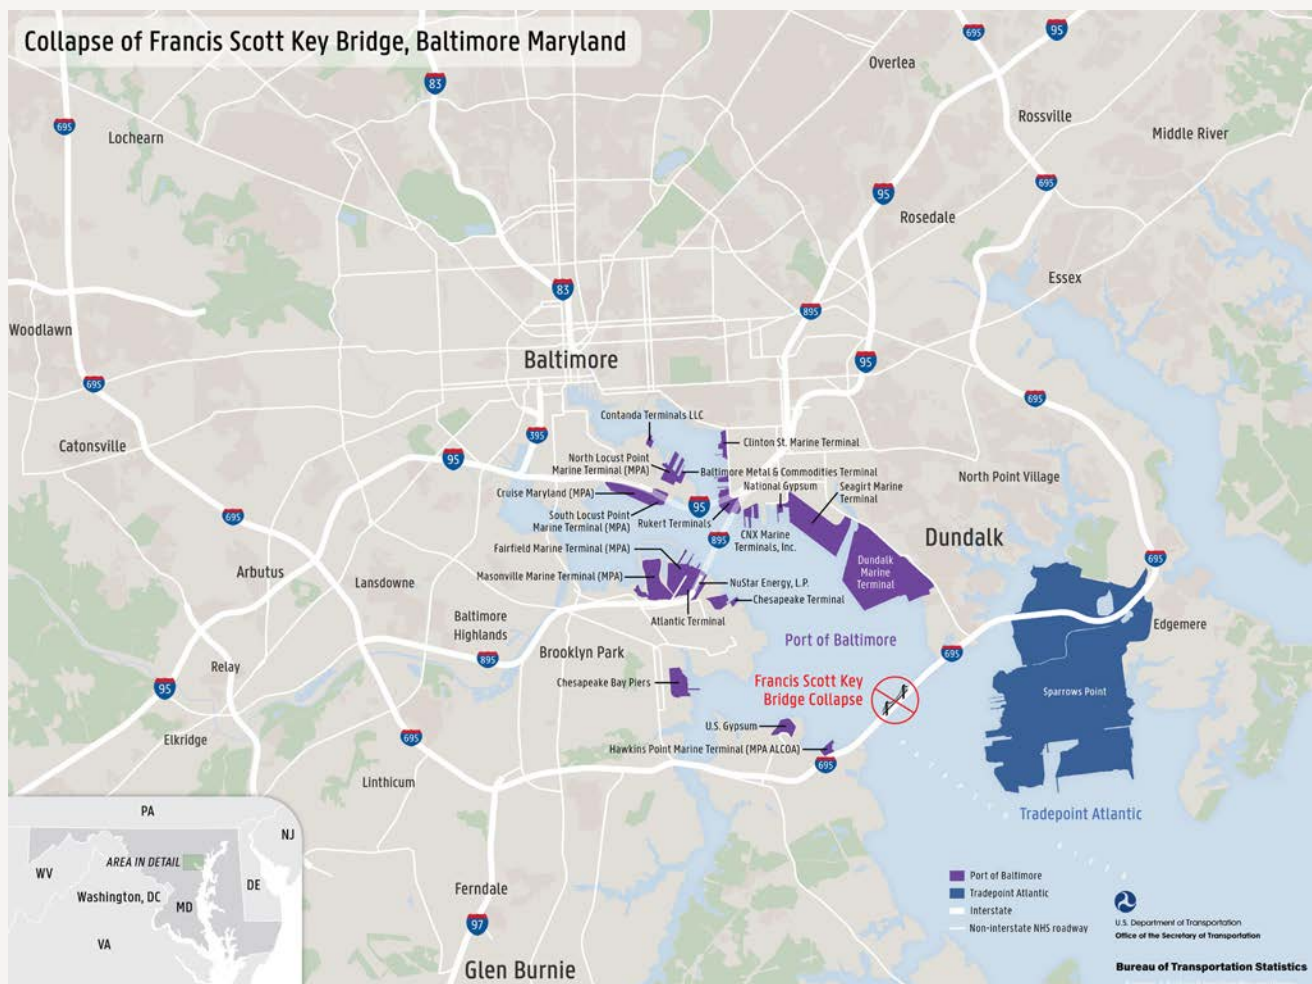 Collapse of Francis Scott Key Bridge, Baltimore Maryland
695
95
83
Overlea
695
Lochearn
Rossville
Middle River
695
95
Rosedale
Essex
83
895
Woodlawn
Baltimore
95
695
695
Contanda Terminals LLC
395
Clinton St. Marine Terminal
Catonsville
95
North Locust Point
Marine Terminal (MPA)
Baltimore Metal & Commodities Terminal
North Point Village
National Gypsum
Seagirt Marine
Terminal
Cruise Maryland (MPA)
95
695
South Locust Point
Marine Terminal (MPA)
Rukert Terminals
CNX Marine
Terminals, Inc.
895
Dundalk
Fairfield Marine Terminal (MPA)
Dundalk
Marine
Terminal
695
Arbutus
Lansdowne
Masonville Marine Terminal (MPA)
NuStar Energy, L.P.
Chesapeake Terminal
Baltimore
Highlands
Atlantic Terminal
Edgemere
Port of Baltimore
Brooklyn Park
895
695
Relay
95
Chesapeake Bay Piers
Francis Scott Key
Bridge Collapse
Sparrows Point
U.S. Gypsum
Elkridge
695
Hawkins Point Marine Terminal (MPA ALCOA)
695
Linthicum
Tradepoint Atlantic
PA
NJ
AREA IN DETAIL
WV
Washington, DC
MD
DE
VA
Ferndale
97
Glen Burnie
Port of Baltimore
Tradepoint Atlantic
Interstate
Non-interstate NHS roadway
U.S. Department of Transportation
Office of the Secretary of Transportation
Bureau of Transportation Statistics